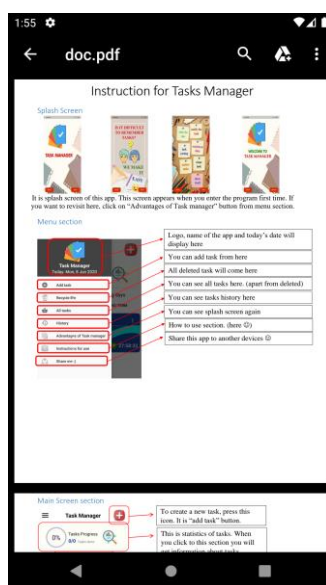 1:55
doc.pdf
Instruction for Tasks Manager
Splash Screen
TASK MANAGER
WELCOME TO
TASK MANAGER
It is splash screen of this app. This screen appears when you enter the program first time. If
you want to revisit here, click on “Advantages of Task manager” button from menu section.
Menu section
Task Manager
Today: Mon, 5 Jun 2023
Add task
Recycle Bin
All tasks
History
Advantages of Task manager
Instructions for use
Share
Logo, name of the app and today’s date will
display here
You can add task from here
All deleted task will come here
You can see all tasks here. (apart from deleted)
You can see tasks history here
You can see splash screen again
How to use section. (here ☺)
Share this app to another devices ☺
Main Screen section
Task Manager
0%
Tasks Progress
0/0
To create a new task, press this
icon. It is “add task” button.
This is statistics of tasks. When
you click to this section you will